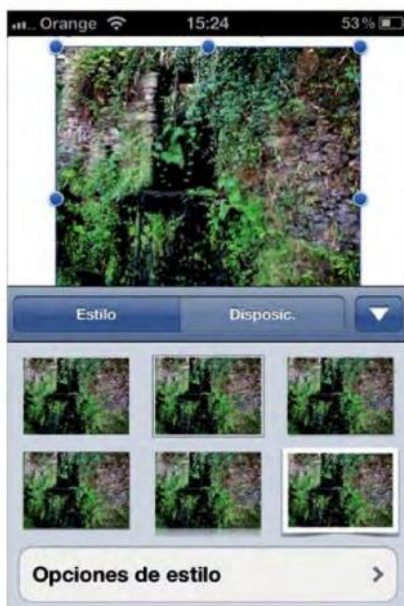 Orange 15:24 53 %
Estilo Disposic.
Opciones de estilo